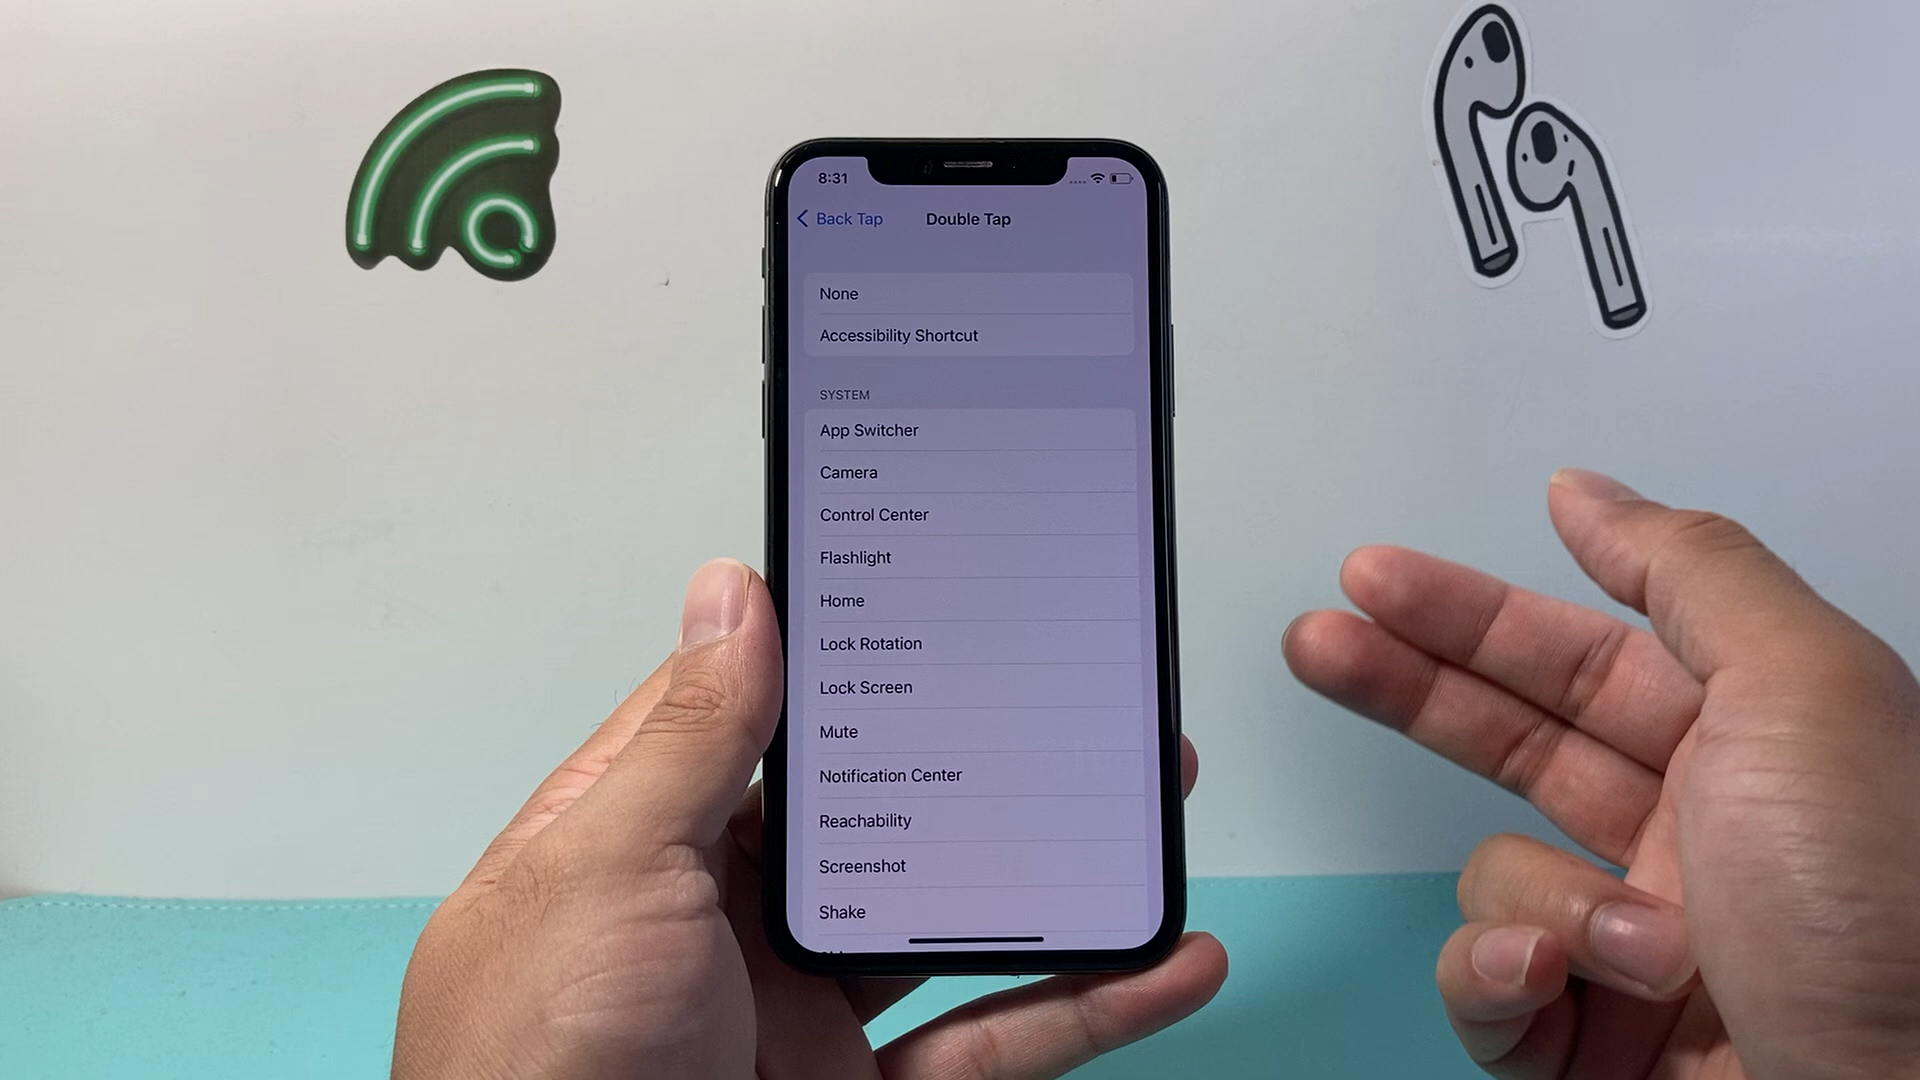 8:31
Back Tap
Double Tap
None
Accessibility Shortcut
SYSTEM
App Switcher
Camera
Control Center
Flashlight
Home
Lock Rotation
Lock Screen
Mute
Notification Center
Reachability
Screenshot
Shake